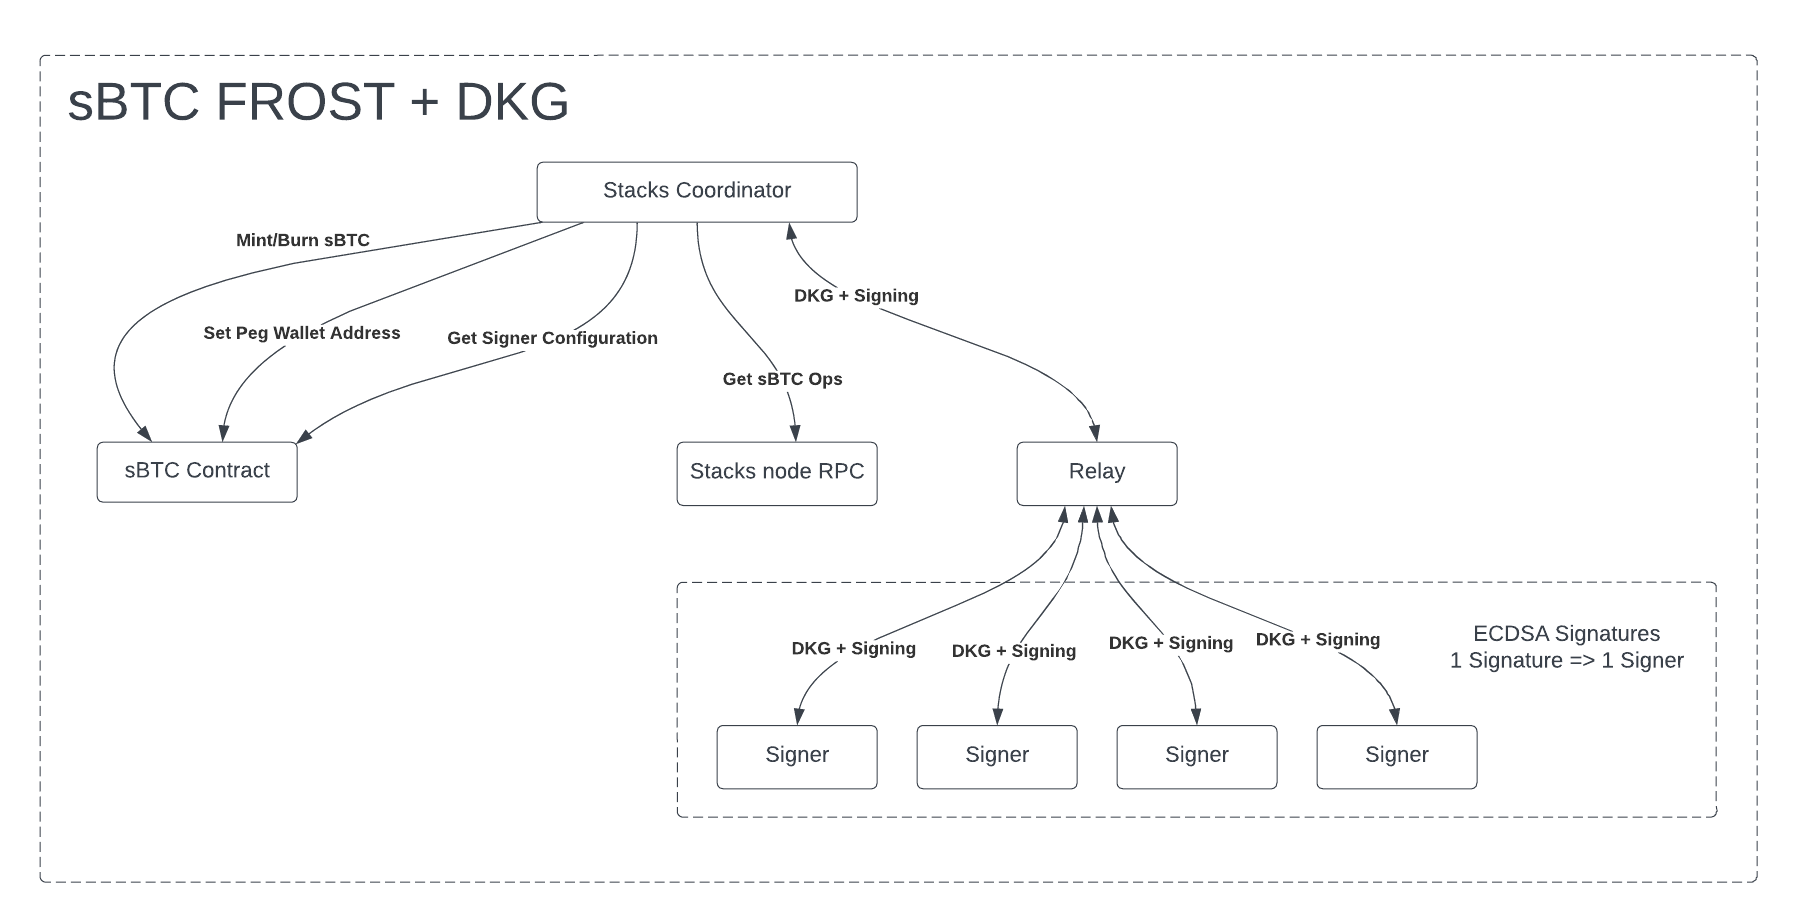 sBTC FROST + DKG
Stacks Coordinator
Mint/Burn sBTC
DKG + Signing
Set Peg Wallet Address
Get Signer Configuration
Get sBTC Ops
sBTC Contract
Stacks node RPC
Relay
ECDSA Signatures
1 Signature => 1 Signer
DKG + Signing
DKG + Signing
DKG + Signing
DKG + Signing
Signer
Signer
Signer
Signer